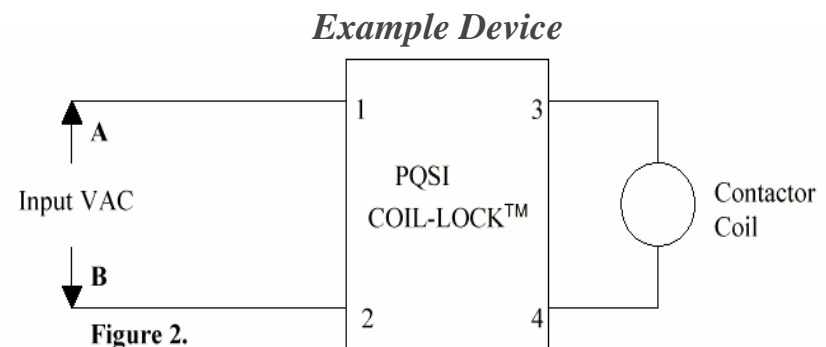 Example Device
1
3
A
PQSI
Input VAC
COIL-LOCK™
Contactor
Coil
B
2
4
Figure 2.